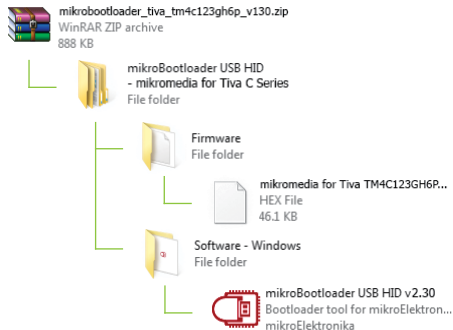 mikrobootloader_tiva_tm4c123gh6p_v130.zip
WinRAR ZIP archive
888 KB
mikroBootloader USB HID
- mikromedia for Tiva C Series
File folder
Firmware
File folder
mikromedia for Tiva TM4C123GH6P...
HEX File
46.1 KB
Software - Windows
File folder
mikroBootloader USB HID v2.30
Bootloader tool for mikroElektron...
mikroElektronika